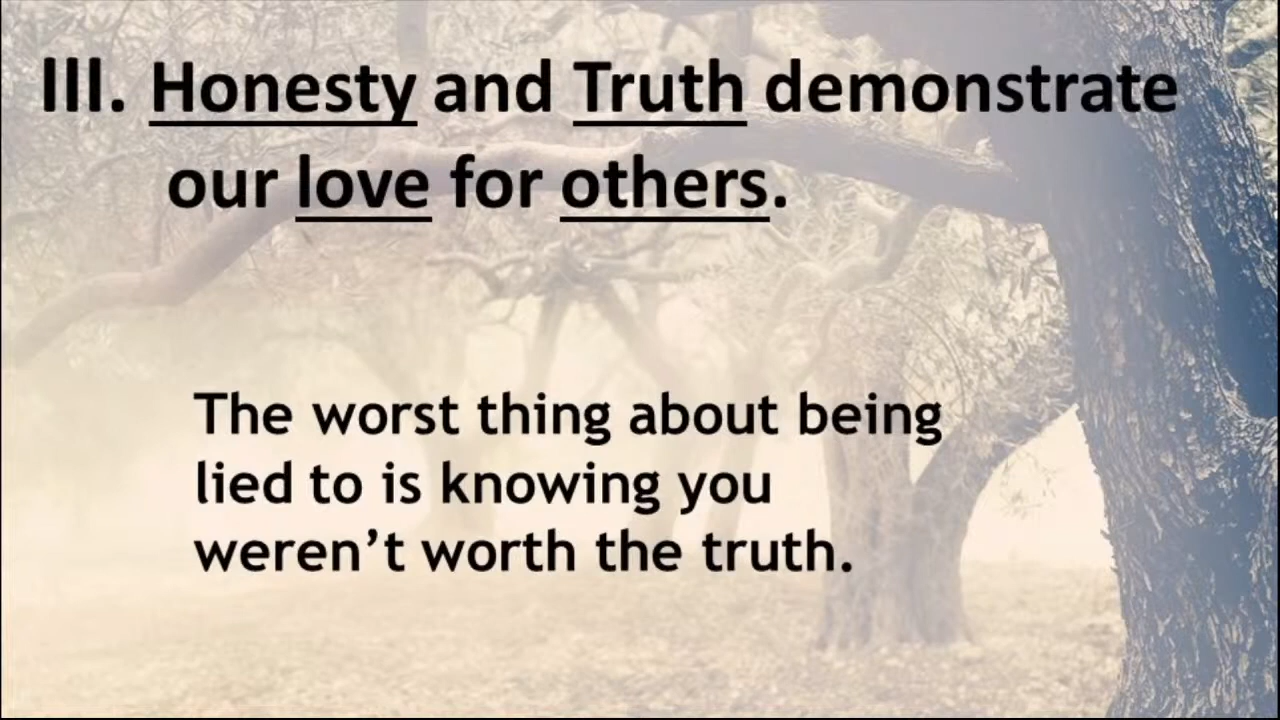 III. Honesty and Truth demonstrate
our love for others.
The worst thing about being
lied to is knowing you
weren’t worth the truth.